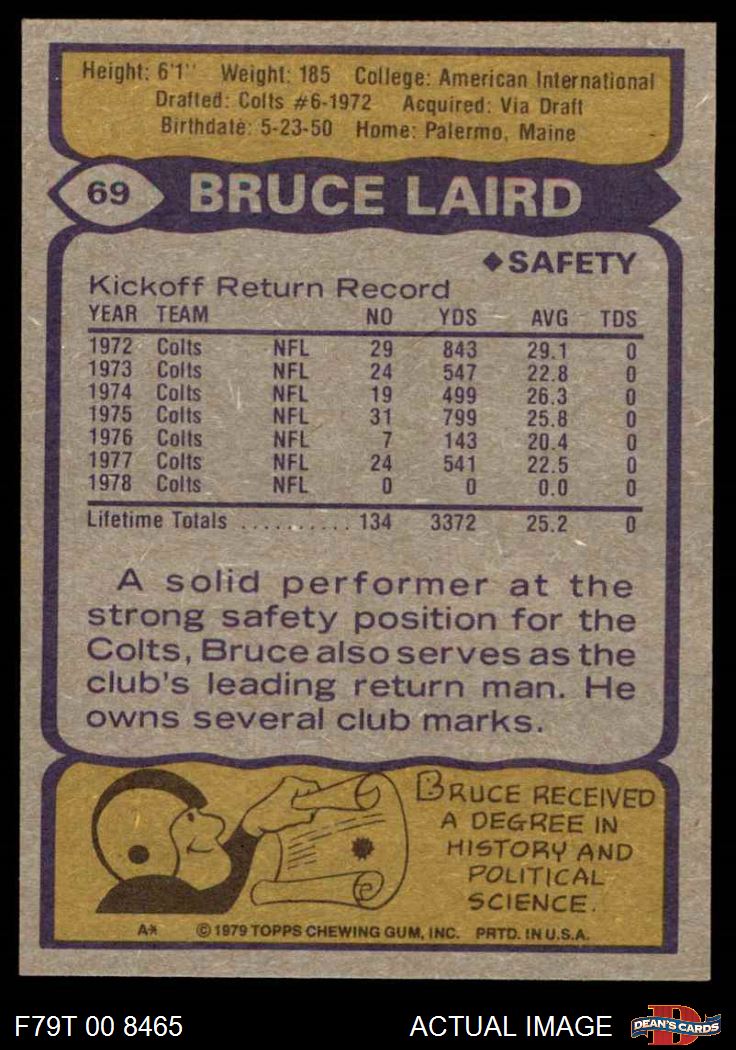 Height: 6'1" Weight: 185 College: American International
Drafted: Colts #6-1972 Acquired: Via Draft
Birthdate: 5-23-50 Home: Palermo, Maine
69 BRUCE LAIRD
◆SAFETY
Kickoff Return Record
YEAR TEAM NO YDS AVG TDS
1972 Colts NFL 29 843 29.1 0
1973 Colts NFL 24 547 22.8 0
1974 Colts NFL 19 499 26.3 0
1975 Colts NFL 31 799 25.8 0
1976 Colts NFL 7 143 20.4 0
1977 Colts NFL 24 541 22.5 0
1978 Colts NFL 0 0 0.0 0
Lifetime Totals .......... 134 3372 25.2 0
A solid performer at the
strong safety position for the
Colts, Bruce also serves as the
club's leading return man. He
owns several club marks.
BRUCE RECEIVED
A DEGREE IN
HISTORY AND
POLITICAL
SCIENCE.
A* © 1979 TOPPS CHEWING GUM, INC. PRTD. IN U.S.A.
F79T 00 8465 ACTUAL IMAGE DEAN'S CARDS